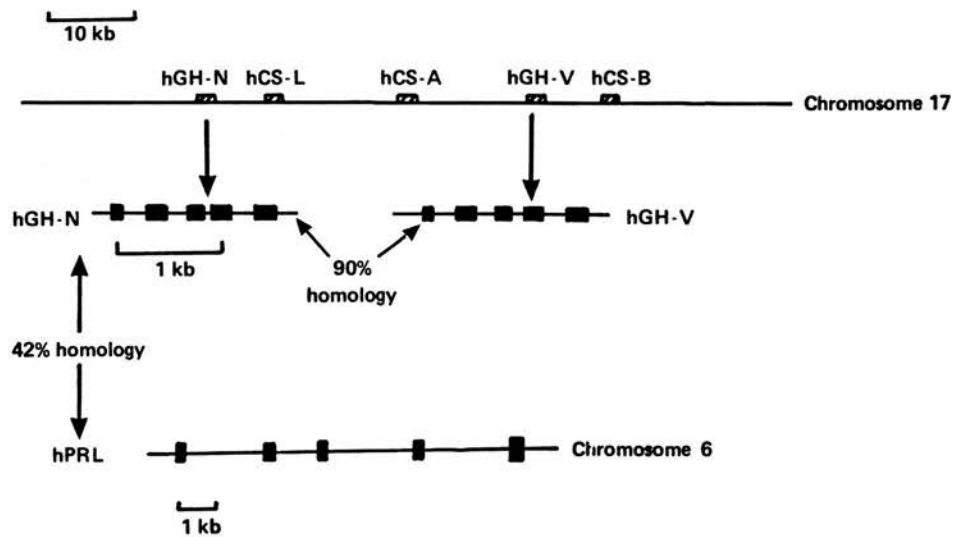 10 kb
hGH-N hCS-L hCS-A hGH-V hCS-B
Chromosome 17
hGH-N
hGH-V
1 kb
90%
homology
42% homology
hPRL
Chromosome 6
1 kb